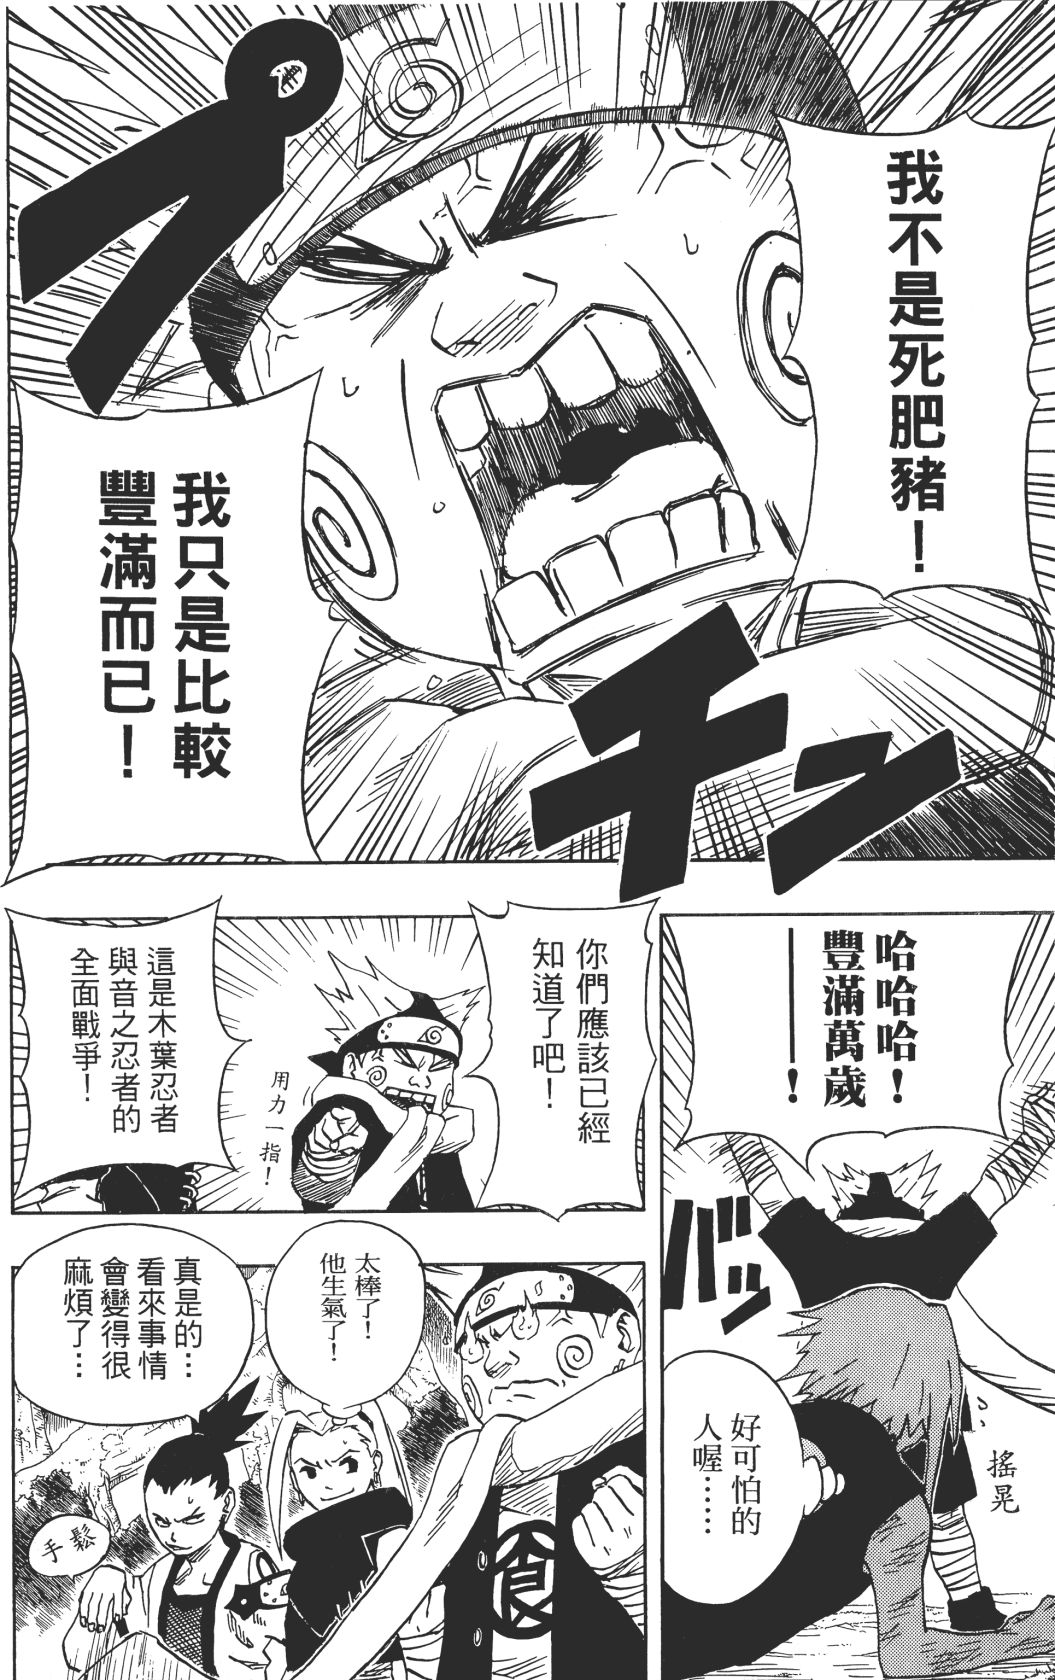 我不是死肥豬！
我只是比較
豐滿而已！
ブチン
哈哈哈！
豐滿萬歲
——！
搖晃
バッ
好可怕的
人喔……
你們應該已經
知道了吧！
用力一指！
這是木葉忍者
與音之忍者的
全面戰爭！
太棒了！
他生氣了！
食
真是的…
看來事情
會變得很
麻煩了…
手鬆